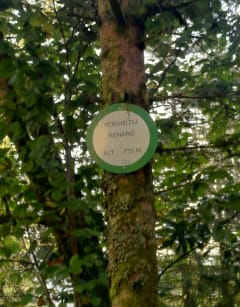 ROCHE DU
RENARD
ALT 770 M